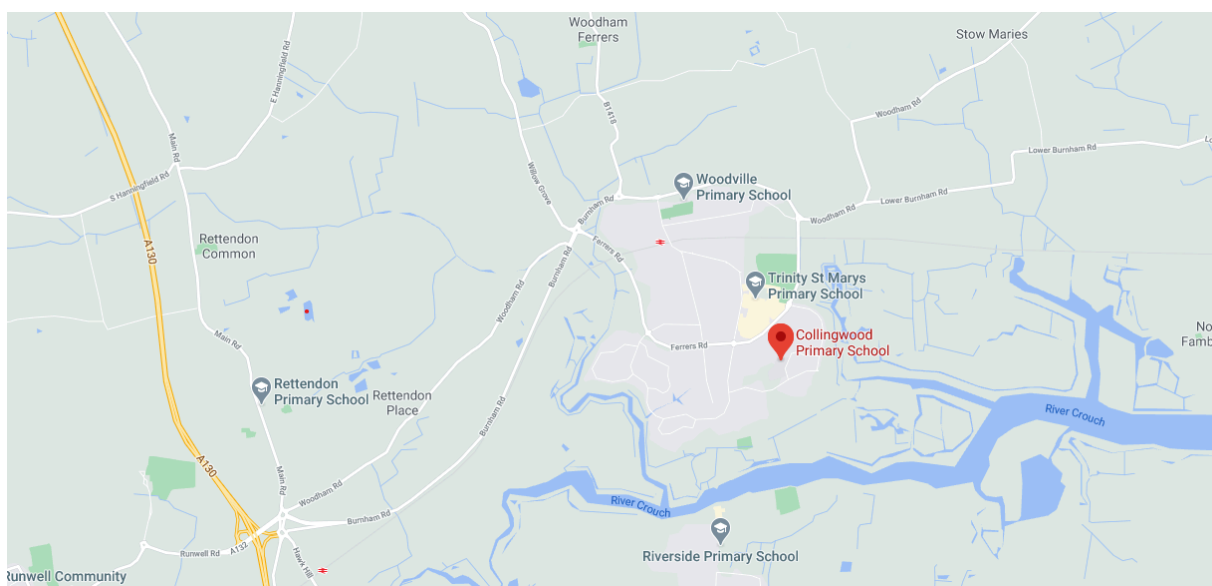 Woodham
Ferrers
Stow Maries
E Hanningfield Rd
B1418
Woodham Rd
Main Rd
Lower Burnham Rd
Willow Grove
Woodville
Primary School
S Hanningfield Rd
Burnham Rd
Lower Burnham Rd
Woodham Rd
A130
Rettendon
Common
Ferrers Rd
Burnham Rd
Trinity St Marys
Primary School
Woodham Rd
Main Rd
Collingwood
Primary School
No
Famb
Ferrers Rd
Rettendon
Primary School
Rettendon
Place
Burnham Rd
River Crouch
A130
Main Rd
Woodham Rd
River Crouch
Burnham Rd
Runwell Rd
A132
Hawk Hill
Riverside Primary School
Runwell Community